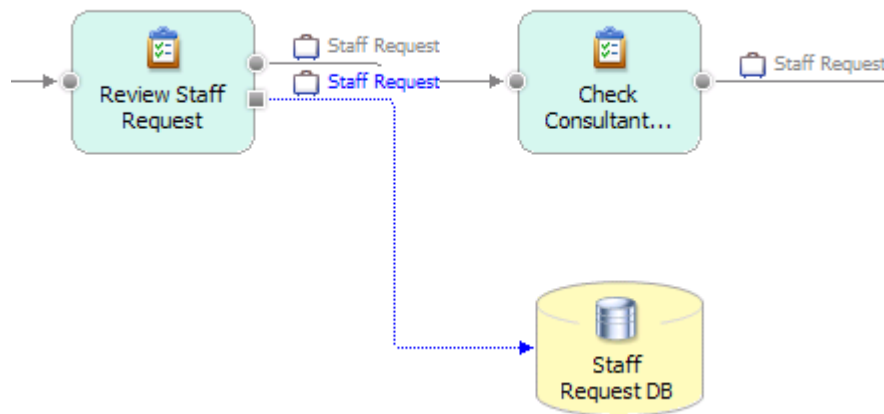 Staff Request
Staff Request
Review Staff
Request
Check
Consultant...
Staff Request
Staff
Request DB